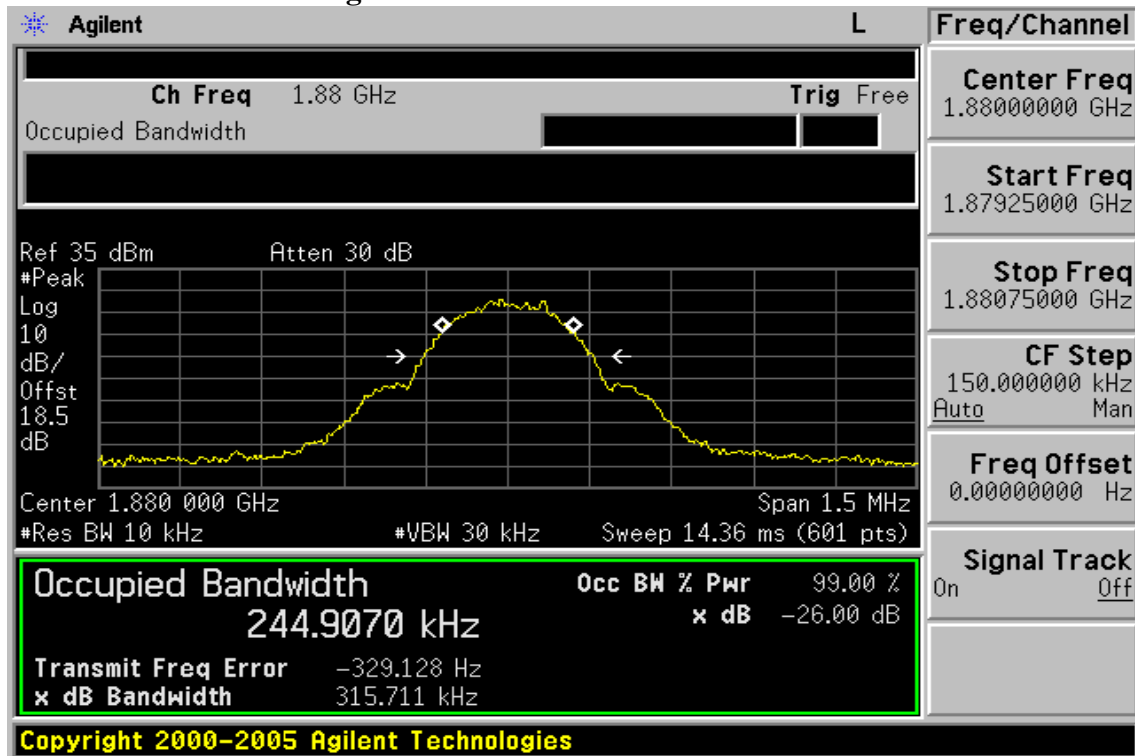 Agilent L Freq/Channel
Ch Freq 1.88 GHz Trig Free
Occupied Bandwidth
Center Freq
1.88000000 GHz
Start Freq
1.87925000 GHz
Stop Freq
1.88075000 GHz
CF Step
150.000000 kHz
Auto Man
Freq Offset
0.00000000 Hz
Signal Track
On Off
Ref 35 dBm Atten 30 dB
#Peak
Log
10
dB/
Offst
18.5
dB
Center 1.880 000 GHz Span 1.5 MHz
#Res BW 10 kHz #VBW 30 kHz Sweep 14.36 ms (601 pts)
Occupied Bandwidth Occ BW % Pwr 99.00 %
244.9070 kHz x dB -26.00 dB
Transmit Freq Error -329.128 Hz
x dB Bandwidth 315.711 kHz
Copyright 2000-2005 Agilent Technologies